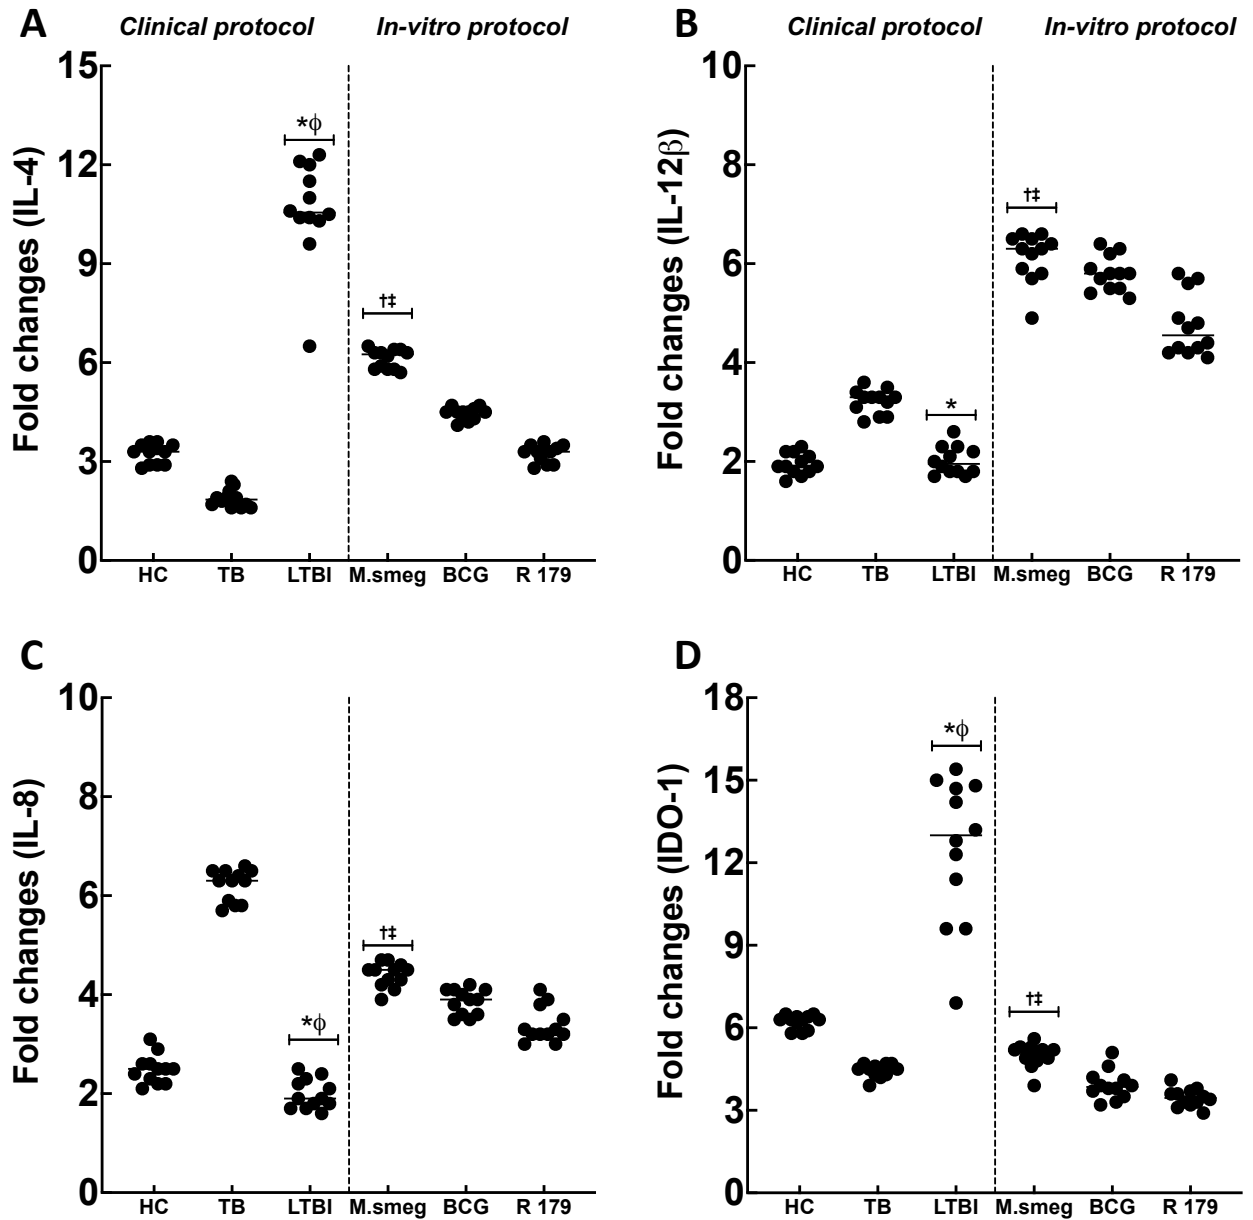 A
Clinical protocol
In-vitro protocol
Fold changes (IL-4)
15
12
9
6
3
0
*ϕ
†‡
HC
TB
LTBI
M.smeg
BCG
R 179
B
Clinical protocol
In-vitro protocol
Fold changes (IL-12β)
10
8
6
4
2
0
*
†‡
HC
TB
LTBI
M.smeg
BCG
R 179
C
Fold changes (IL-8)
10
8
6
4
2
0
*ϕ
†‡
HC
TB
LTBI
M.smeg
BCG
R 179
D
Fold changes (IDO-1)
18
15
12
9
6
3
0
*ϕ
†‡
HC
TB
LTBI
M.smeg
BCG
R 179